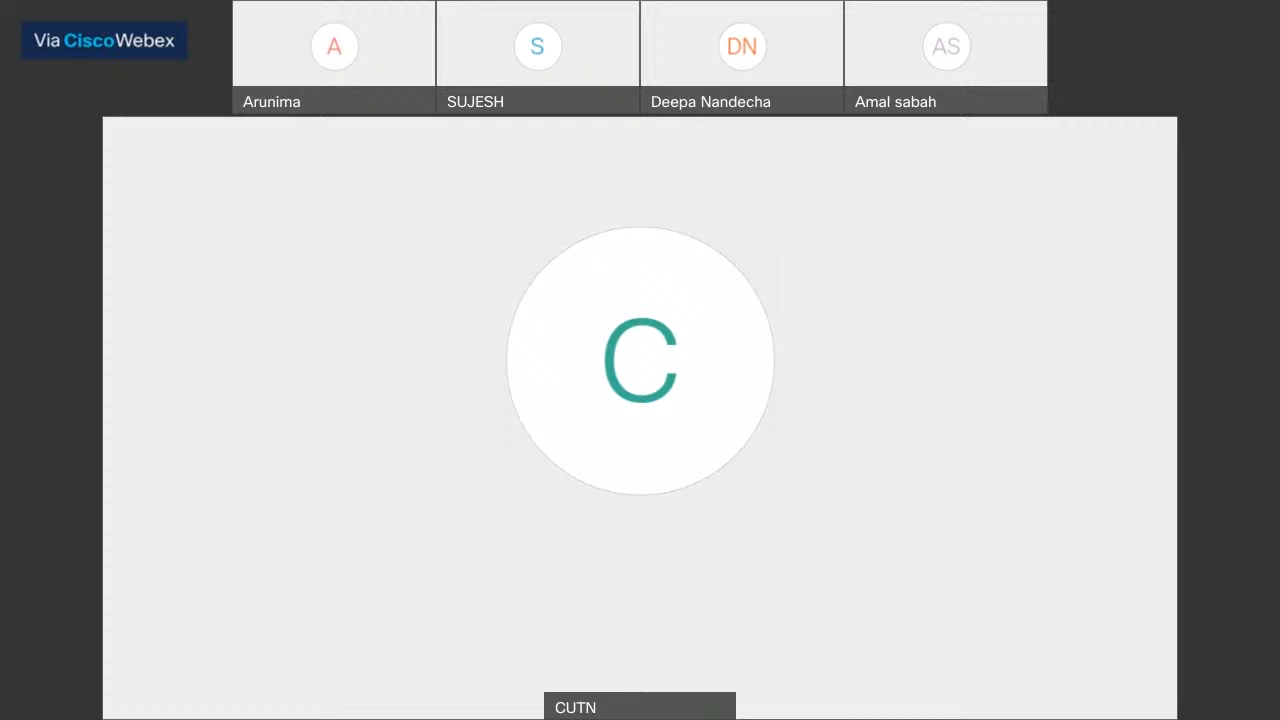 Via CiscoWebex
A
S
DN
AS
Arunima
SUJESH
Deepa Nandecha
Amal sabah
C
CUTN